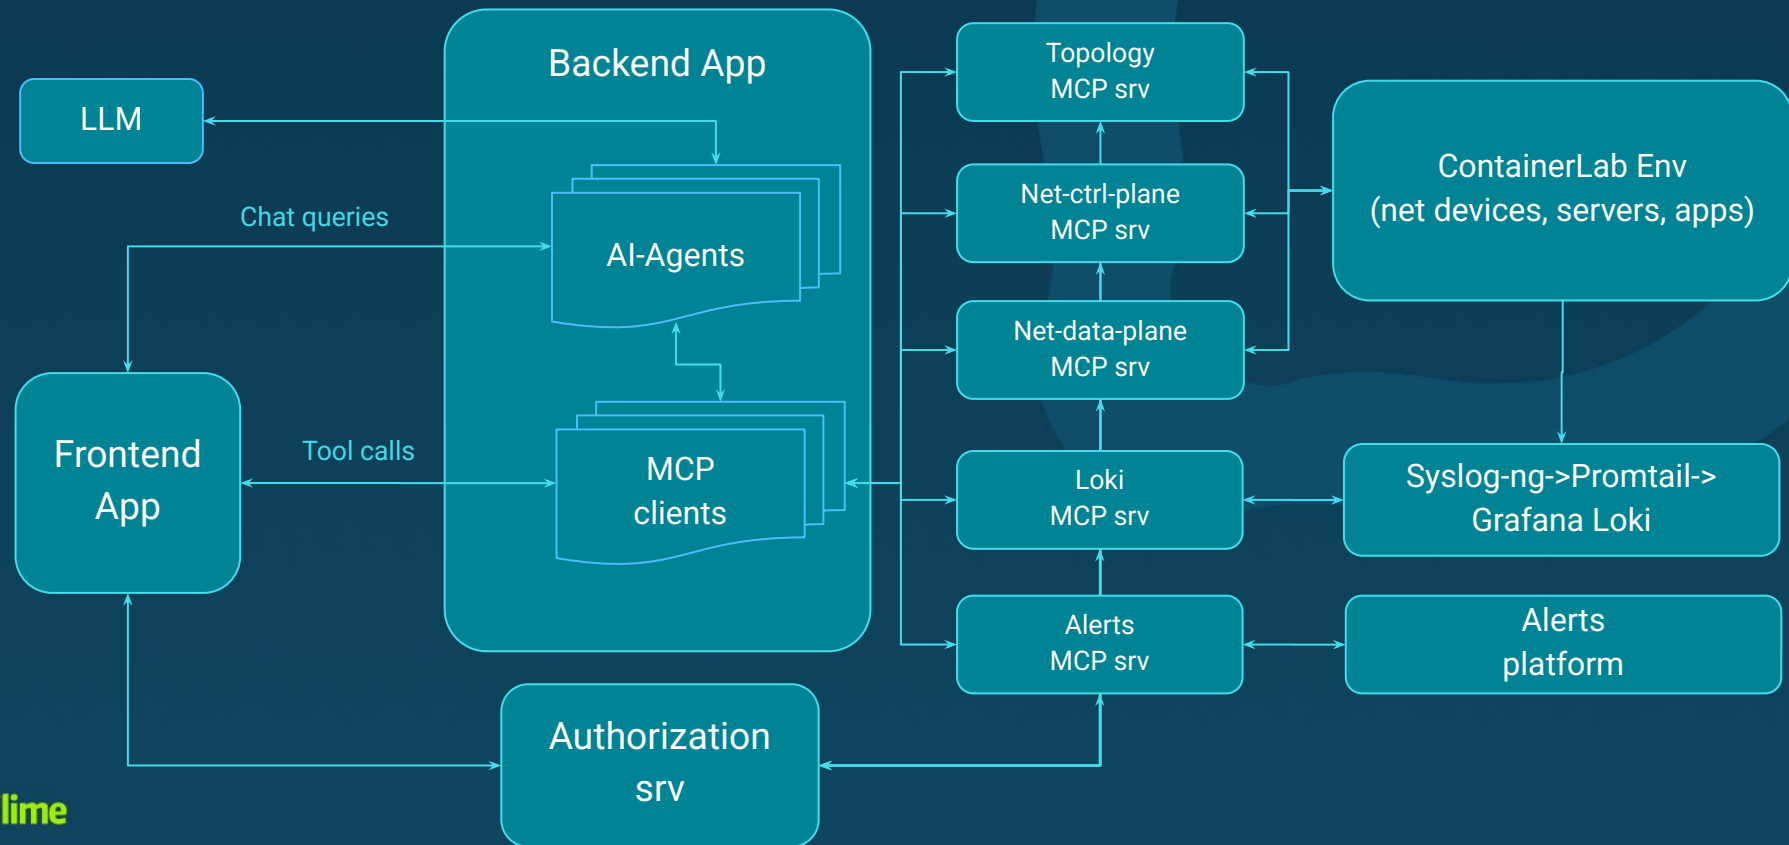 Backend App
LLM
Chat queries
AI-Agents
Frontend
App
Tool calls
MCP
clients
Authorization
srv
Topology
MCP srv
Net-ctrl-plane
MCP srv
Net-data-plane
MCP srv
Loki
MCP srv
Alerts
MCP srv
ContainerLab Env
(net devices, servers, apps)
Syslog-ng->Promtail->
Grafana Loki
Alerts
platform
lime